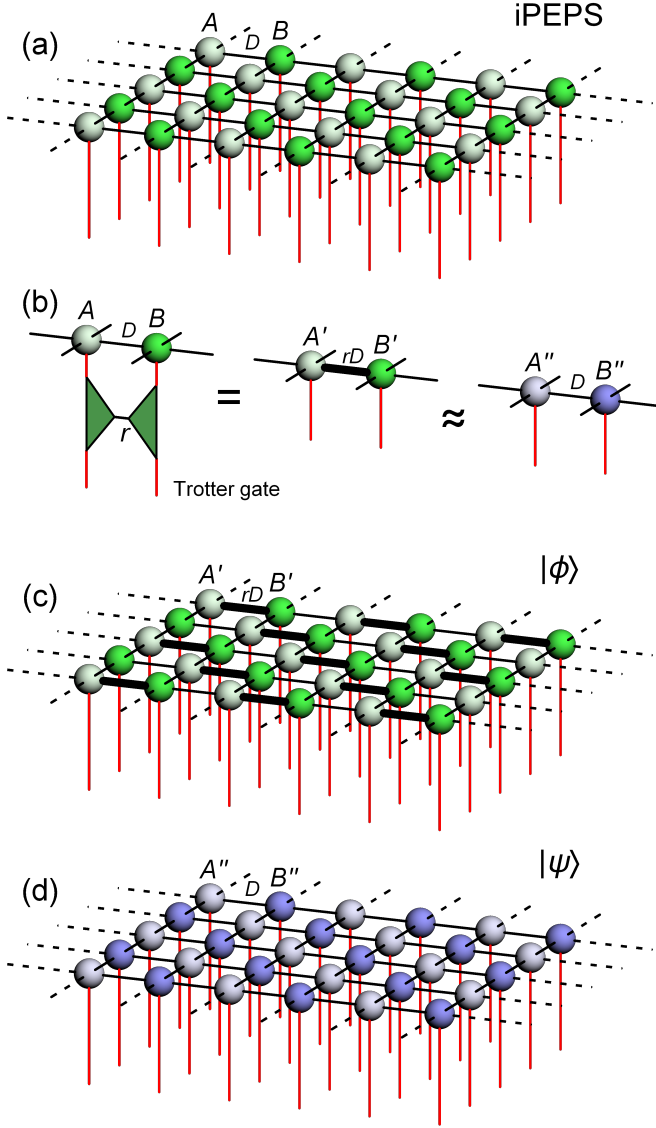 iPEPS
(a)
A D B
(b)
A D B
r
Trotter gate
=
A′ rD B′
≈
A″ D B″
(c)
|ϕ⟩
A′ rD B′
(d)
|ψ⟩
A″ D B″